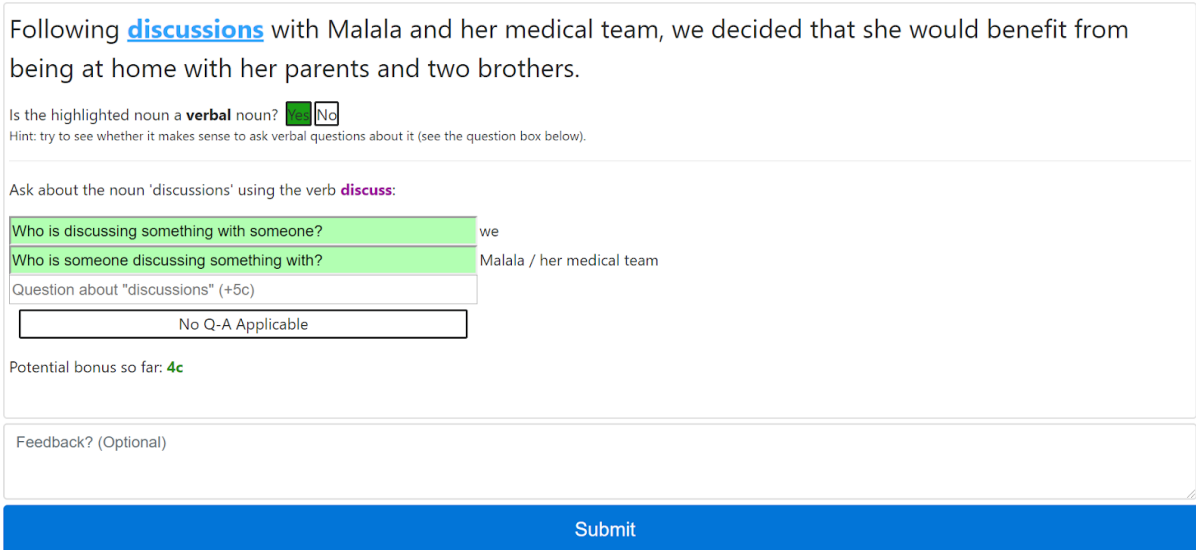 Following discussions with Malala and her medical team, we decided that she would benefit from
being at home with her parents and two brothers.
Is the highlighted noun a verbal noun? Yes No
Hint: try to see whether it makes sense to ask verbal questions about it (see the question box below).
Ask about the noun 'discussions' using the verb discuss:
Who is discussing something with someone? we
Who is someone discussing something with? Malala / her medical team
Question about "discussions" (+5c)
No Q-A Applicable
Potential bonus so far: 4c
Feedback? (Optional)
Submit